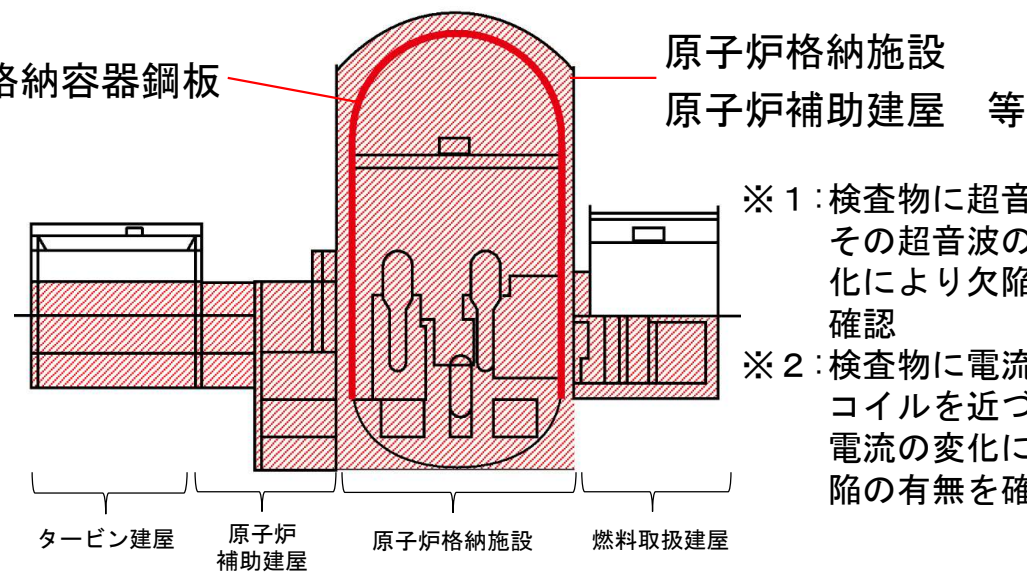 格納容器鋼板
原子炉格納施設
原子炉補助建屋　等
※１：検査物に超音
その超音波の
化により欠陥
確認
※２：検査物に電流
コイルを近づ
電流の変化に
陥の有無を確
タービン建屋
原子炉
補助建屋
原子炉格納施設
燃料取扱建屋